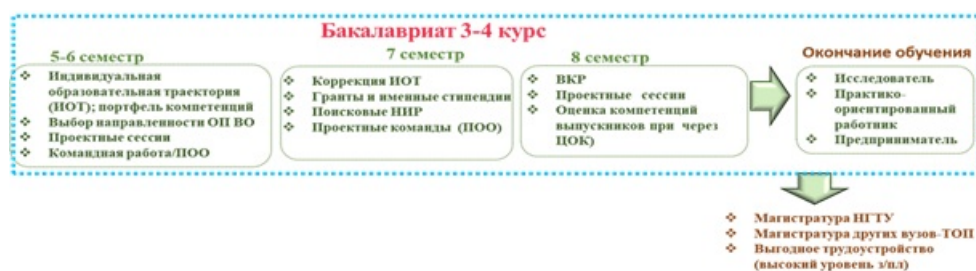 Бакалавриат 3-4 курс
5-6 семестр
❖ Индивидуальная
образовательная траектория
(ИОТ); портфель компетенций
❖ Выбор направленности ОП ВО
❖ Проектные сессии
❖ Командная работа/ПОО
7 семестр
❖ Коррекция ИОТ
❖ Гранты и именные стипендии
❖ Поисковые НИР
❖ Проектные команды (ПОО)
8 семестр
❖ ВКР
❖ Проектные сессии
❖ Оценка компетенций
выпускников при через
ЦОК)
Окончание обучения
❖ Исследователь
❖ Практико-
ориентированный
работник
❖ Предприниматель
❖ Магистратура НГТУ
❖ Магистратура других вузов-ТОП
❖ Выгодное трудоустройство
(высокий уровень з/пл)